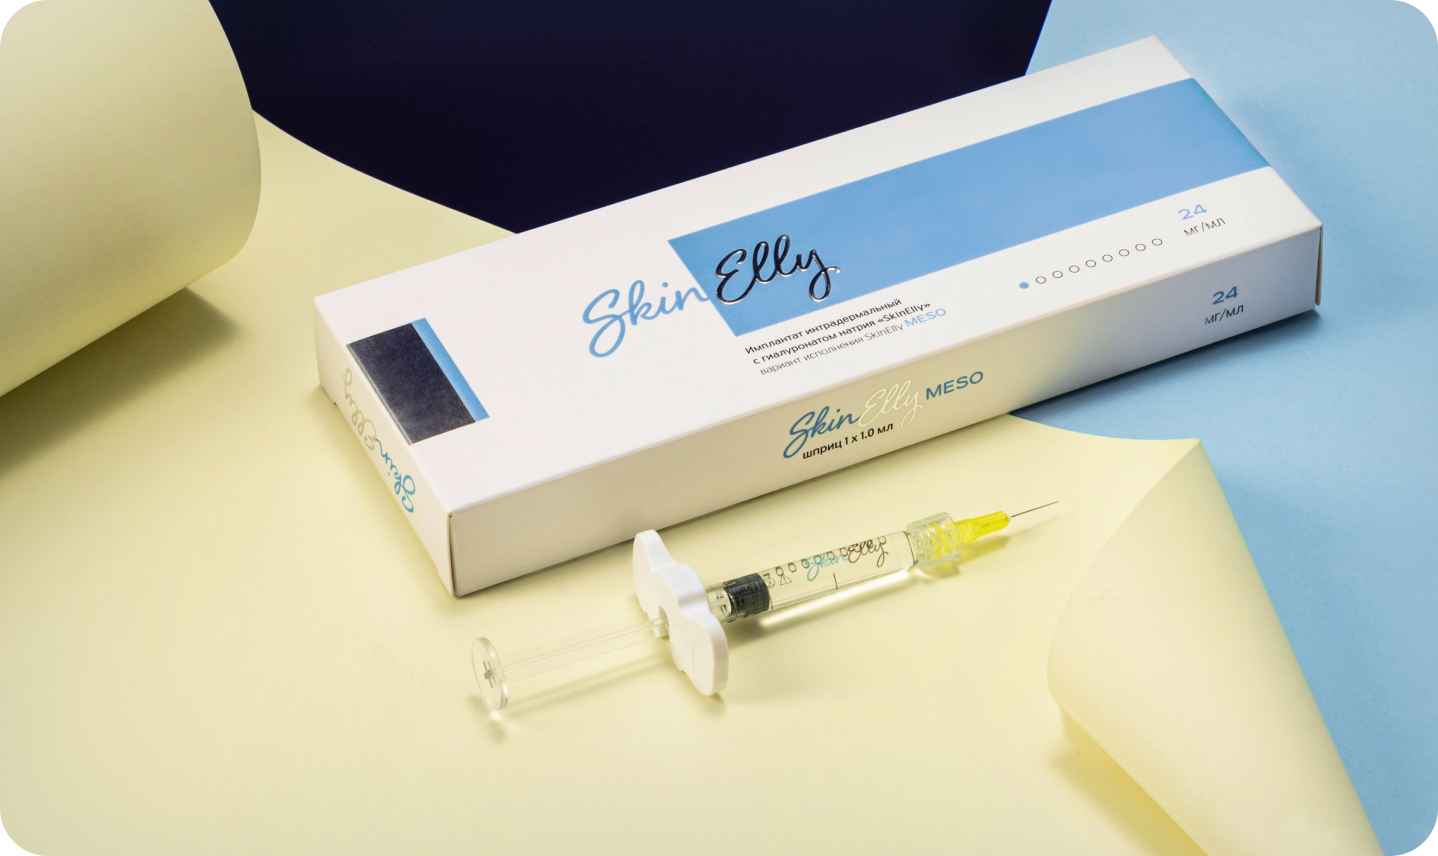 SkinElly
Имплантат интрадермальный
с гиалуронатом натрия «SkinElly»
вариант исполнения SkinElly MESO
24
мг/мл
24
мг/мл
SkinElly MESO
шприц 1 x 1.0 мл
SkinElly
SkinElly